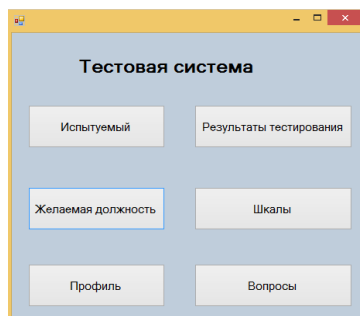 Тестовая система
Испытуемый
Результаты тестирования
Желаемая должность
Шкалы
Профиль
Вопросы